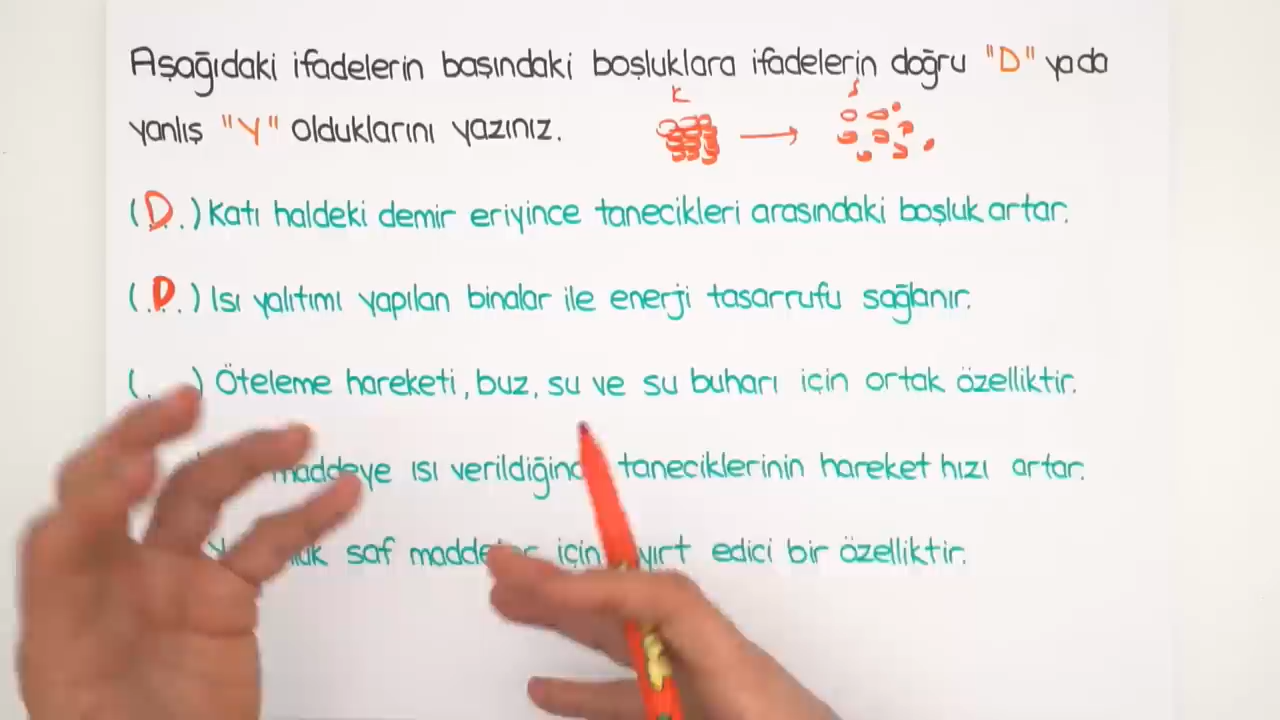 Aşağıdaki ifadelerin başındaki boşluklara ifadelerin doğru "D" yada
yanlış "Y" olduklarını yazınız.
K S
(D.) Katı haldeki demir eriyince tanecikleri arasındaki boşluk artar.
(.D.) Isı yalıtımı yapılan binalar ile enerji tasarrufu sağlanır.
(...) Öteleme hareketi, buz, su ve su buharı için ortak özelliktir.
maddeye ısı verildiğinde taneciklerinin hareket hızı artar.
saf maddeler için ayırt edici bir özelliktir.